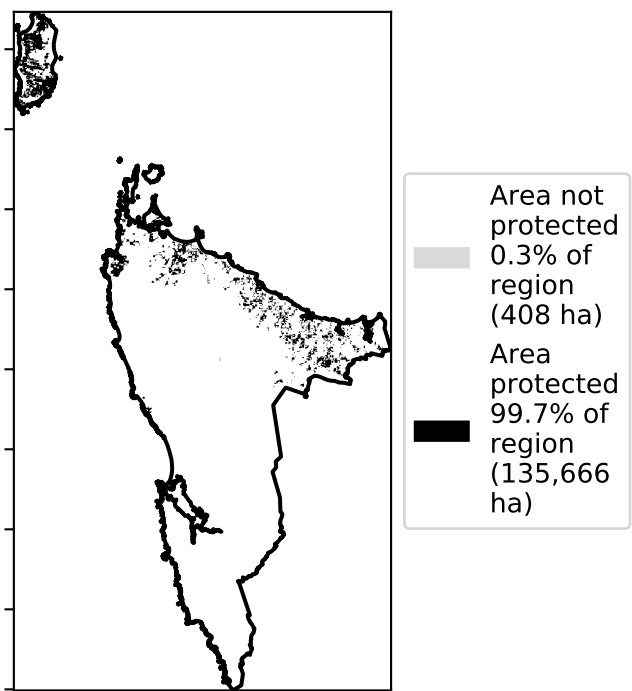 Area not
protected
0.3% of
region
(408 ha)
Area
protected
99.7% of
region
(135,666
ha)